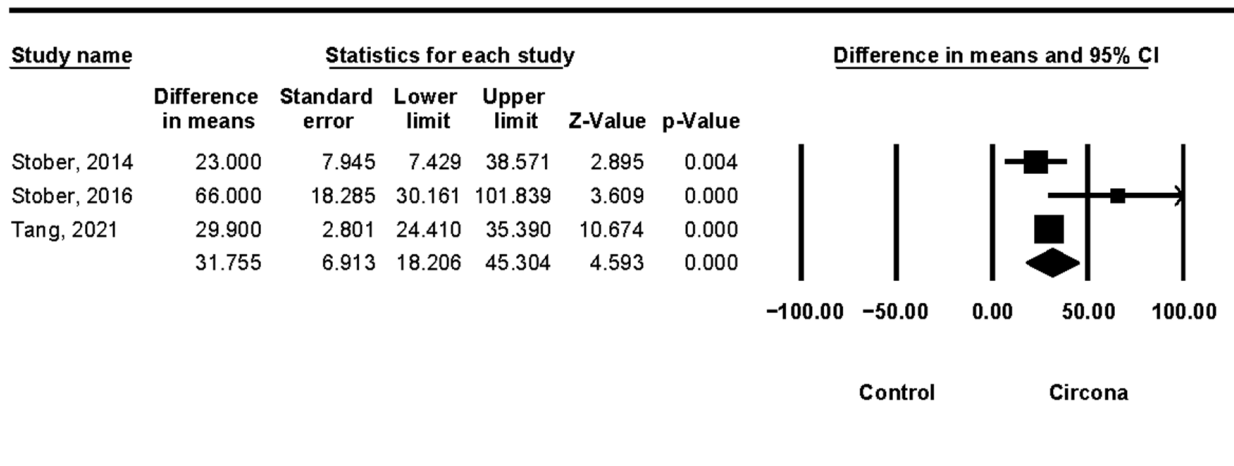 Study name Statistics for each study Difference in means and 95% CI
Difference Standard Lower Upper
in means error limit limit Z-Value p-Value
Stober, 2014 23.000 7.945 7.429 38.571 2.895 0.004
Stober, 2016 66.000 18.285 30.161 101.839 3.609 0.000
Tang, 2021 29.900 2.801 24.410 35.390 10.674 0.000
31.755 6.913 18.206 45.304 4.593 0.000
−100.00 −50.00 0.00 50.00 100.00
Control Circona